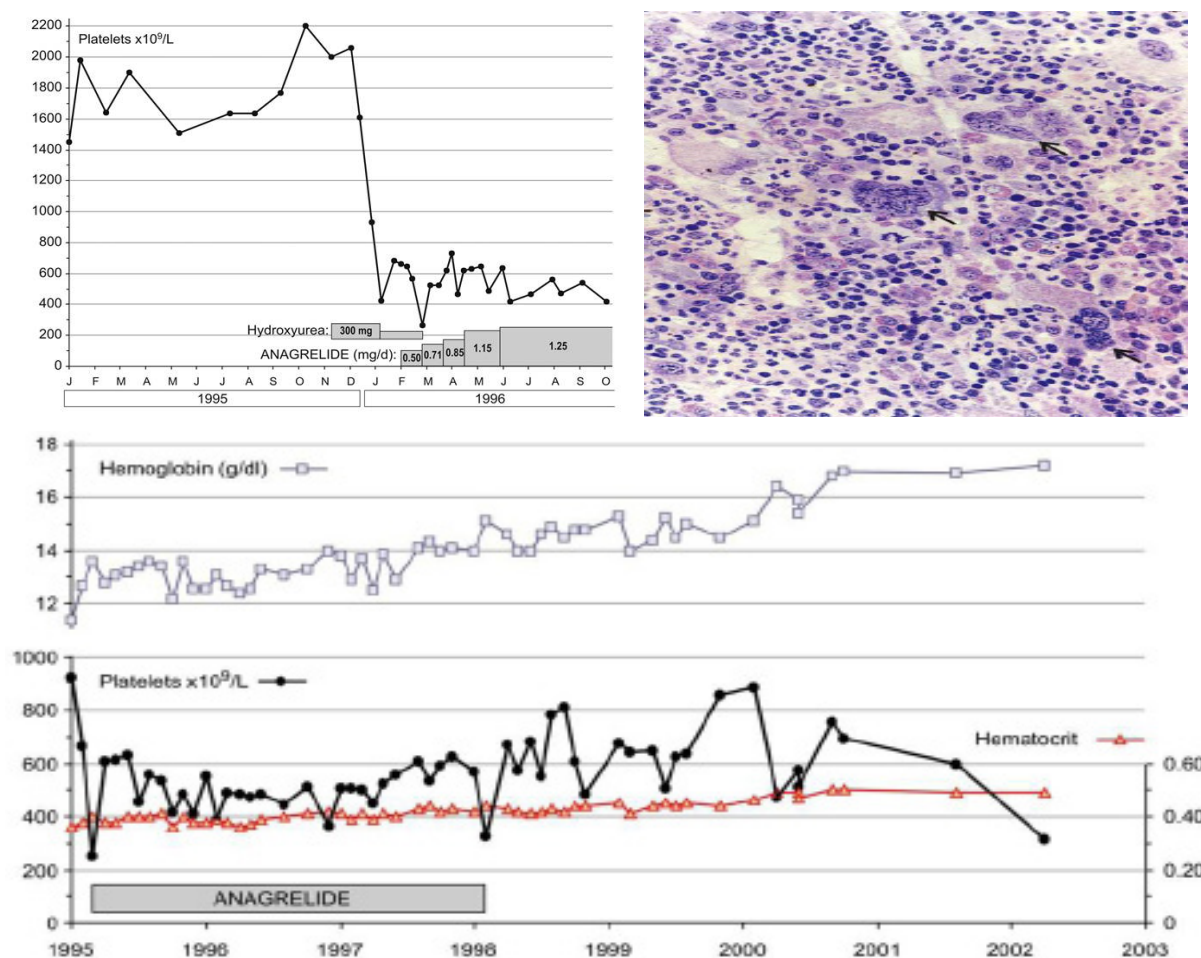 2200
Platelets x10⁹/L
2000
1800
1600
1400
1200
1000
800
600
400
Hydroxyurea: 300 mg
200
ANAGRELIDE (mg/d): 0.50 0.71 0.85 1.15 1.25
0
J F M A M J J A S O N D J F M A M J J A S O
1995 1996
18
Hemoglobin (g/dl)
16
14
12
1000
Platelets x10⁹/L
800
Hematocrit
600 0.60
400 0.40
200 0.20
ANAGRELIDE
0 0
1995 1996 1997 1998 1999 2000 2001 2002 2003